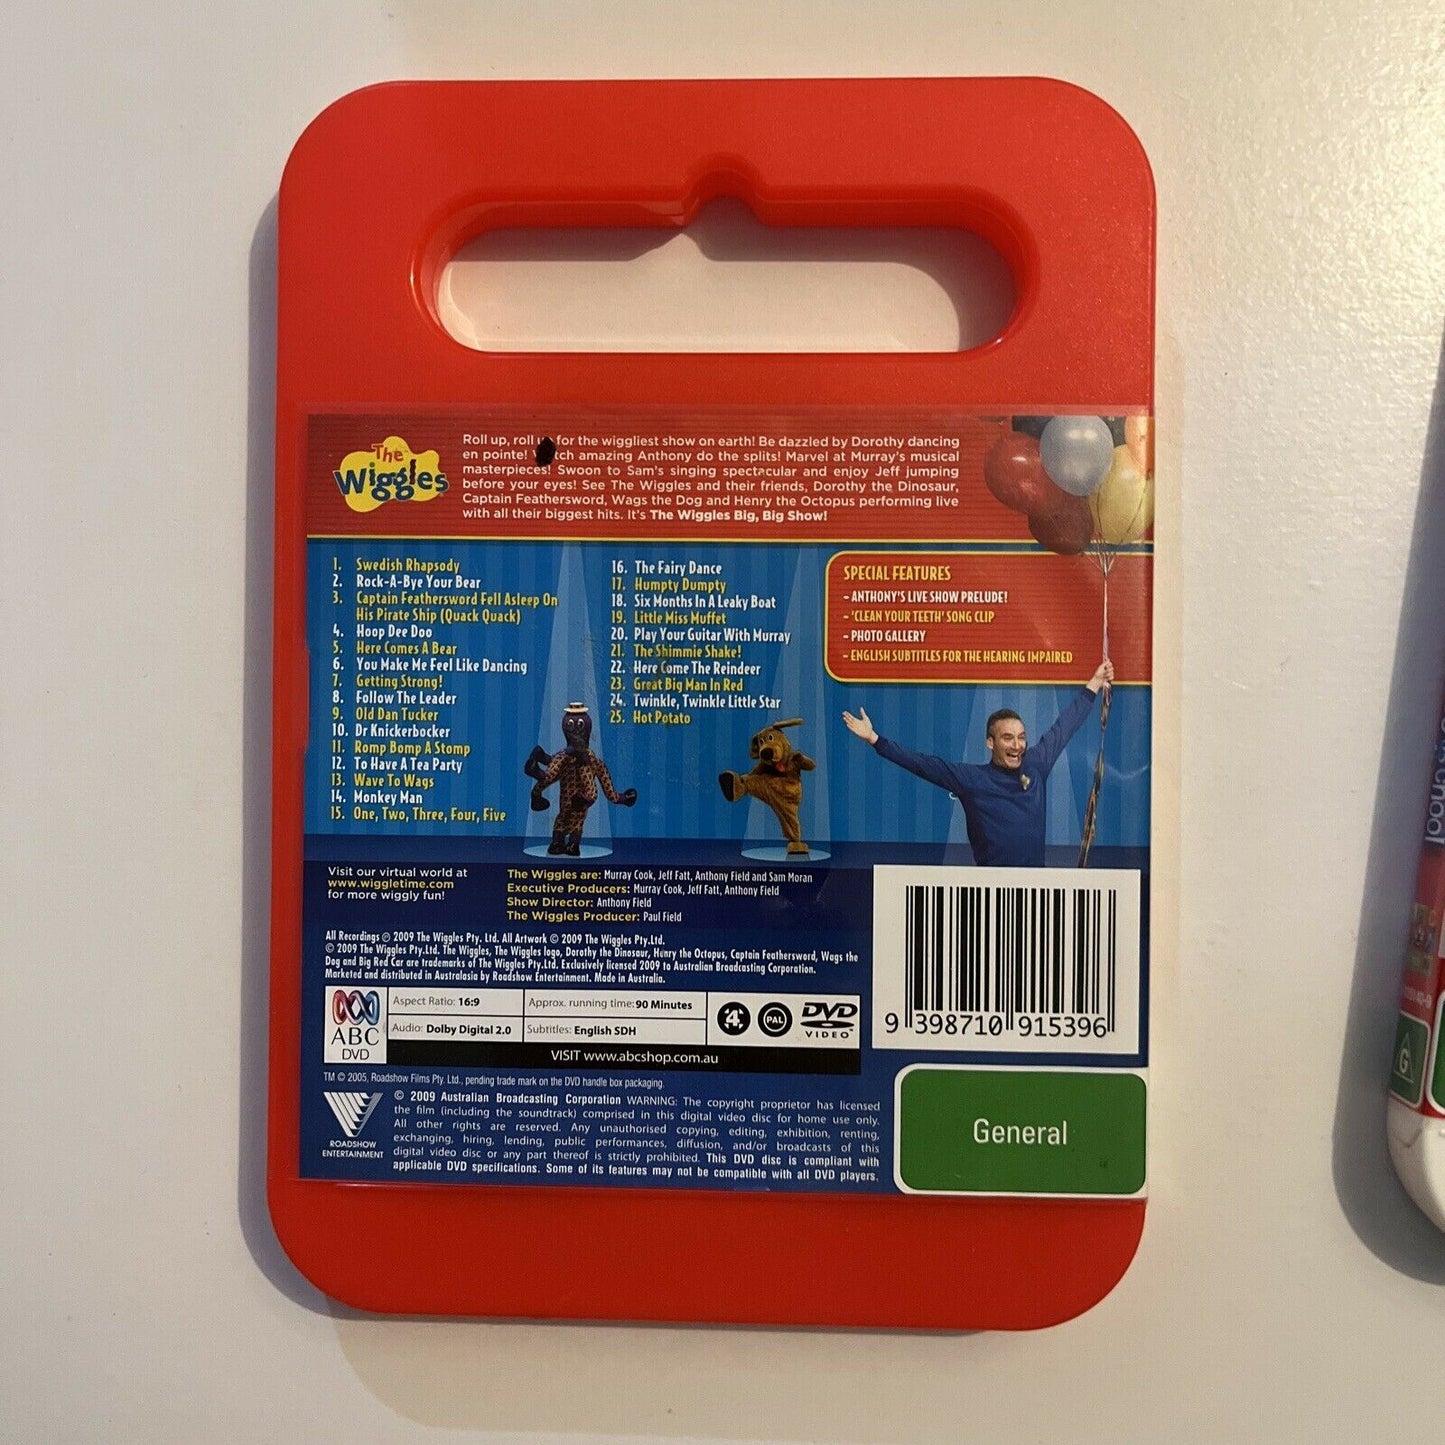 The
Wiggles
Roll up, roll for the wiggliest show on earth! Be dazzled by Dorothy dancing
en pointe! amazing Anthony do the splits! Marvel at Murray's musical
masterpieces! Swoon to Sam's singing spectacular and enjoy Jeff jumping
before your eyes! See The Wiggles and their friends, Dorothy the Dinosaur,
Captain Feathersword, Wags the Dog and Henry the Octopus performing live
with all their biggest hits. It's The Wiggles Big, Big Show!
1. Swedish Rhapsody
2. Rock-A-Bye Your Bear
3. Captain Feathersword Fell Asleep On
His Pirate Ship (Quack Quack)
4. Hoop Dee Doo
5. Here Comes A Bear
6. You Make Me Feel Like Dancing
7. Getting Strong!
8. Follow The Leader
9. Old Dan Tucker
10. Dr Knickerbocker
11. Romp Bomp A Stomp
12. To Have A Tea Party
13. Wave To Wags
14. Monkey Man
15. One, Two, Three, Four, Five
16. The Fairy Dance
17. Humpty Dumpty
18. Six Months In A Leaky Boat
19. Little Miss Muffet
20. Play Your Guitar With Murray
21. The Shimmie Shake!
22. Here Come The Reindeer
23. Great Big Man In Red
24. Twinkle, Twinkle Little Star
25. Hot Potato
SPECIAL FEATURES
- ANTHONY'S LIVE SHOW PRELUDE!
- 'CLEAN YOUR TEETH' SONG CLIP
- PHOTO GALLERY
- ENGLISH SUBTITLES FOR THE HEARING IMPAIRED
Visit our virtual world at
www.wiggletime.com
for more wiggly fun!
The Wiggles are: Murray Cook, Jeff Fatt, Anthony Field and Sam Moran
Executive Producers: Murray Cook, Jeff Fatt, Anthony Field
Show Director: Anthony Field
The Wiggles Producer: Paul Field
All Recordings ℗ 2009 The Wiggles Pty. Ltd. All Artwork © 2009 The Wiggles Pty.Ltd.
© 2009 The Wiggles Pty.Ltd. The Wiggles, The Wiggles logo, Dorothy the Dinosaur, Henry the Octopus, Captain Feathersword, Wags the
Dog and Big Red Car are trademarks of The Wiggles Pty.Ltd. Exclusively licensed 2009 to Australian Broadcasting Corporation.
Marketed and distributed in Australasia by Roadshow Entertainment. Made in Australia.
ABC
DVD
Aspect Ratio: 16:9
Approx. running time: 90 Minutes
Audio: Dolby Digital 2.0
Subtitles: English SDH
4
PAL
DVD
VIDEO
VISIT www.abcshop.com.au
9 398710 915396
TM © 2005, Roadshow Films Pty. Ltd., pending trade mark on the DVD handle box packaging.
ROADSHOW
ENTERTAINMENT
© 2009 Australian Broadcasting Corporation WARNING: The copyright proprietor has licensed
the film (including the soundtrack) comprised in this digital video disc for home use only.
All other rights are reserved. Any unauthorised copying, editing, exhibition, renting,
exchanging, hiring, lending, public performances, diffusion, and/or broadcasts of this
digital video disc or any part thereof is strictly prohibited. This DVD disc is compliant with
applicable DVD specifications. Some of its features may not be compatible with all DVD players.
General
G